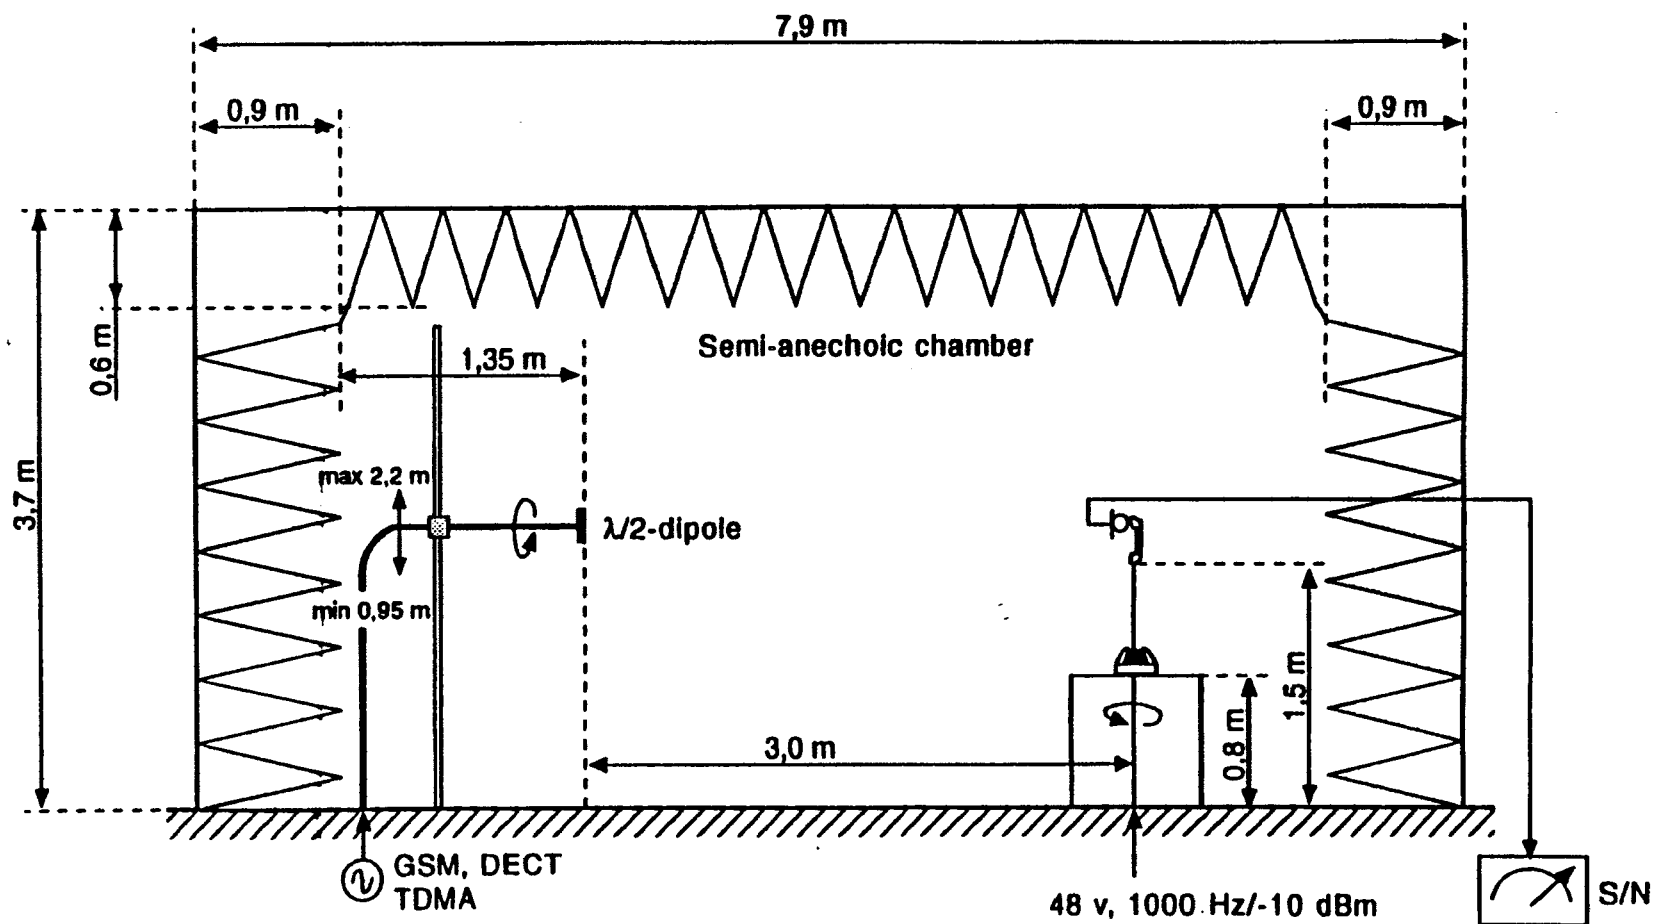 7,9 m
0,9 m
0,9 m
0,6 m
1,35 m
Semi-anechoic chamber
3,7 m
max 2,2 m
λ/2-dipole
min 0,95 m
1,5 m
0,8 m
3,0 m
GSM, DECT
TDMA
48 v, 1000 Hz/-10 dBm
S/N